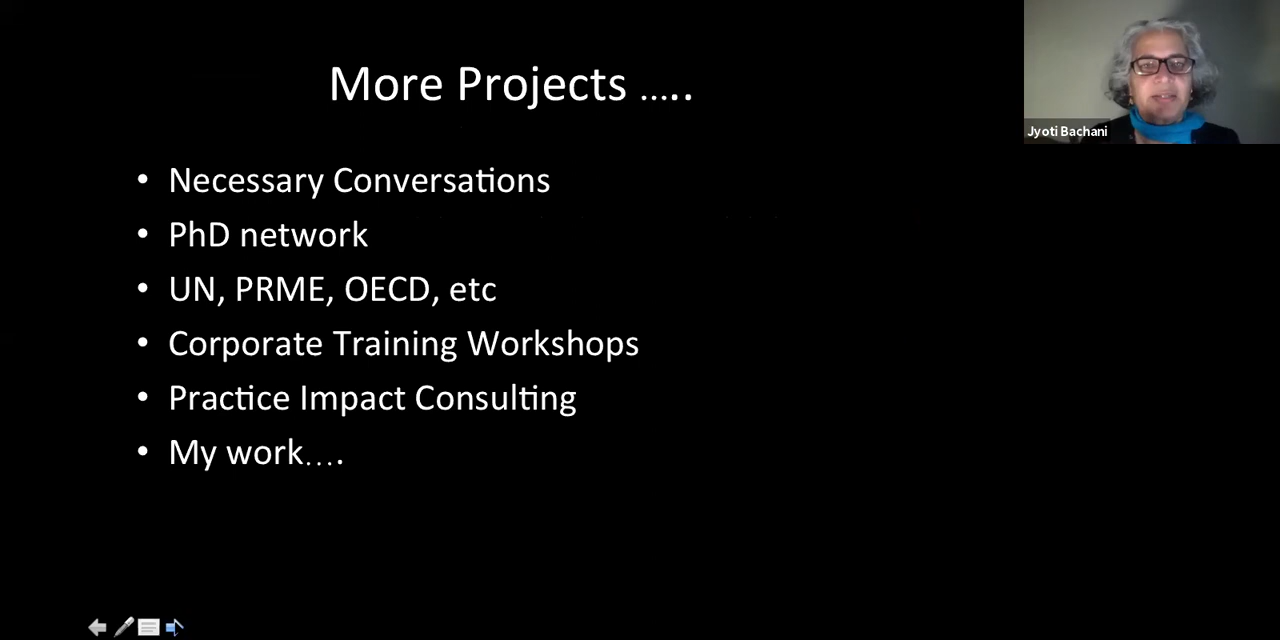 More Projects .....
Jyoti Bachani
• Necessary Conversations
• PhD network
• UN, PRME, OECD, etc
• Corporate Training Workshops
• Practice Impact Consulting
• My work....